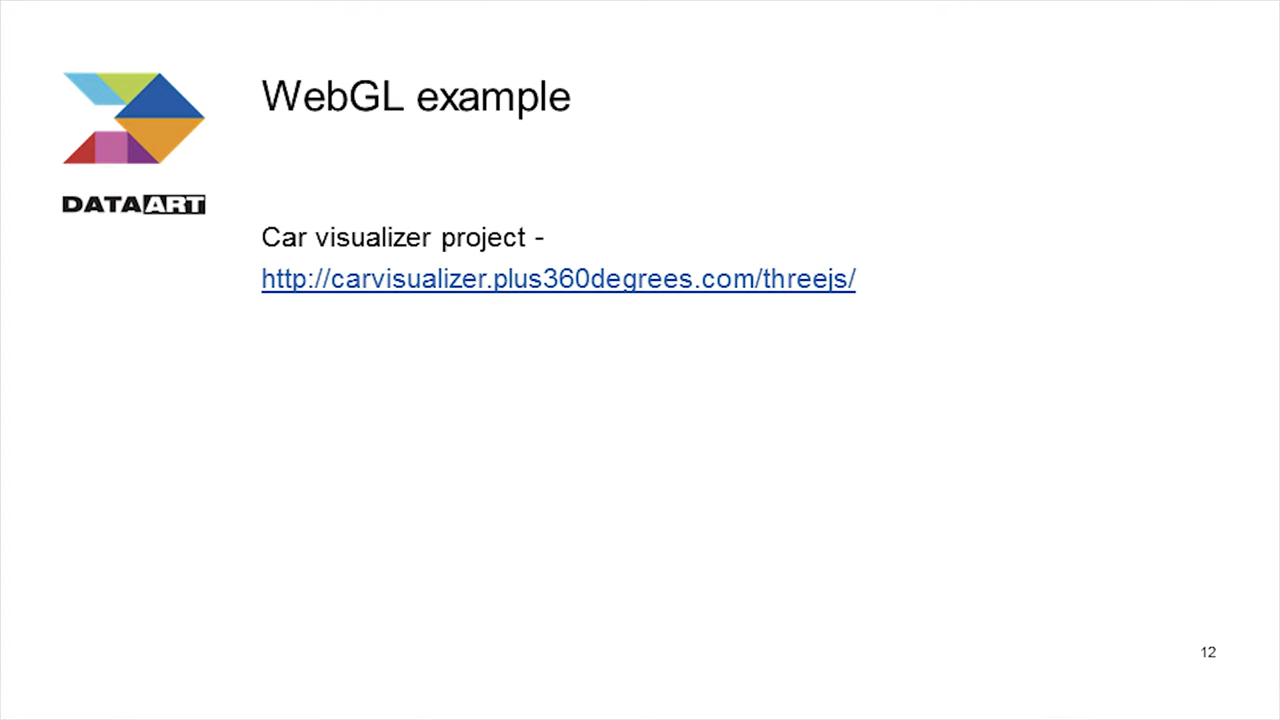 WebGL example
DATAART
Car visualizer project -
http://carvisualizer.plus360degrees.com/threejs/
12